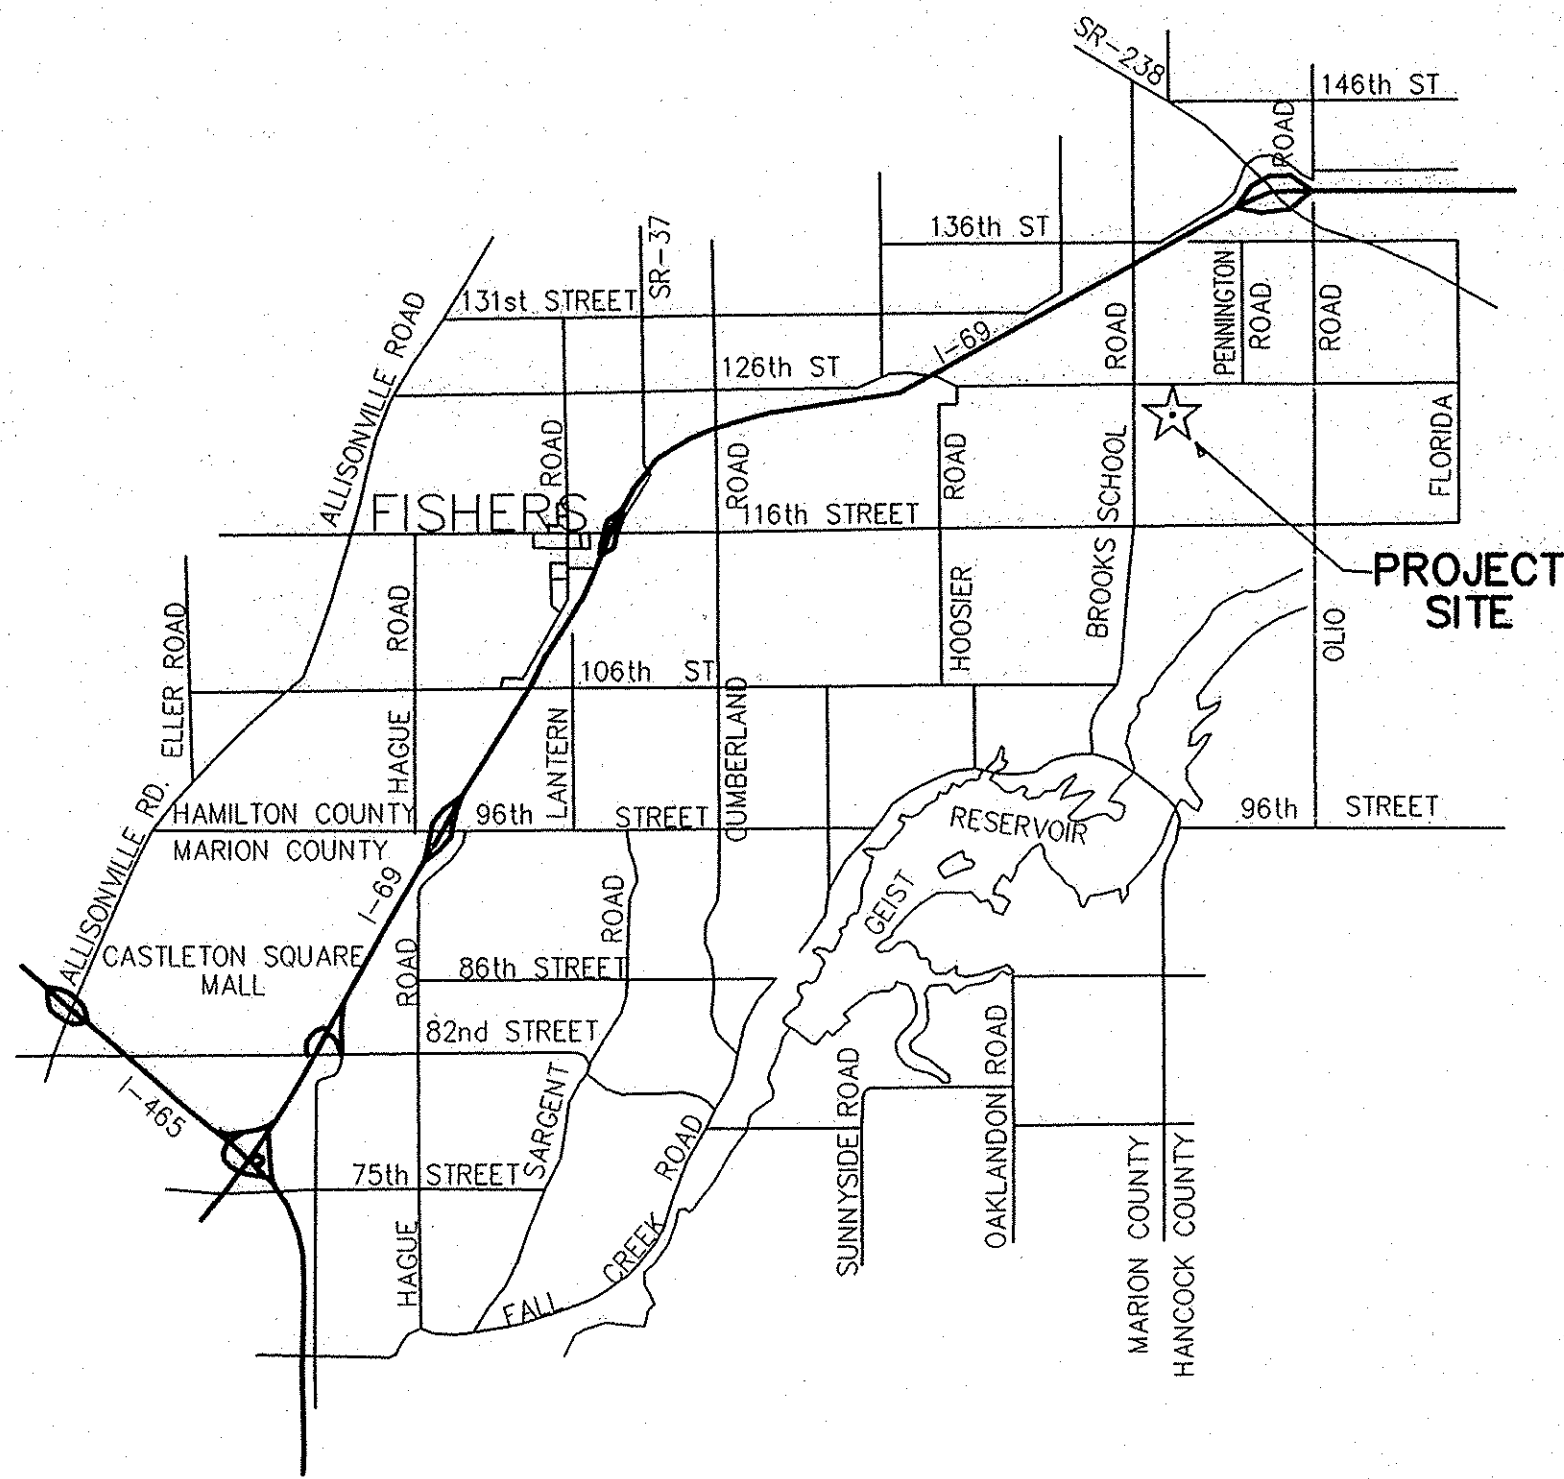 SR-238
146th ST
ROAD
136th ST
SR-37
131st STREET
ALLISONVILLE ROAD
I-69
126th ST
ROAD
PENNINGTON
ROAD
ROAD
FISHERS
ROAD
ROAD
116th STREET
ROAD
BROOKS SCHOOL
FLORIDA
PROJECT
SITE
ELLER ROAD
HAGUE ROAD
106th ST
LANTERN
CUMBERLAND
HOOSIER
OLIO
ALLISONVILLE RD.
HAMILTON COUNTY
MARION COUNTY
96th STREET
RESERVOIR
GEIST
96th STREET
I-69
CASTLETON SQUARE
MALL
ROAD
ROAD
86th STREET
82nd STREET
I-465
SARGENT
75th STREET
HAGUE
FALL CREEK ROAD
SUNNYSIDE ROAD
OAKLANDON ROAD
MARION COUNTY
HANCOCK COUNTY